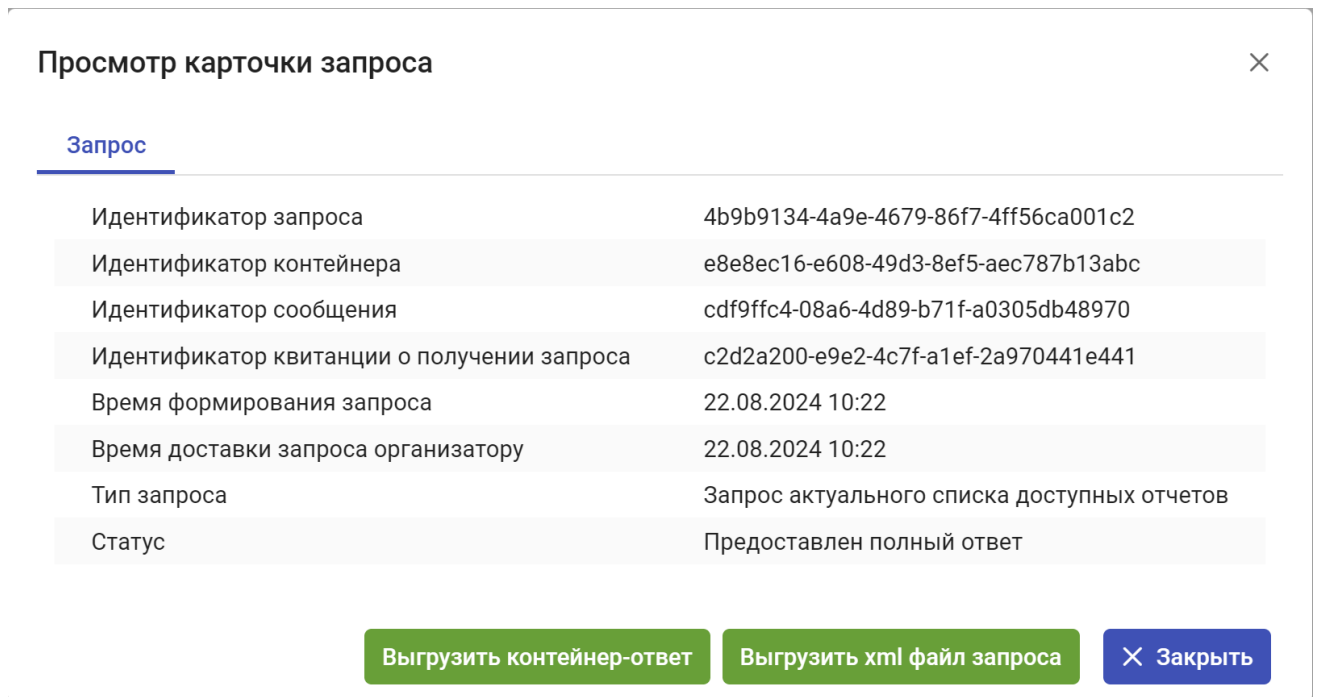 Просмотр карточки запроса
Запрос
Идентификатор запроса 4b9b9134-4a9e-4679-86f7-4ff56ca001c2
Идентификатор контейнера e8e8ec16-e608-49d3-8ef5-aec787b13abc
Идентификатор сообщения cdf9ffc4-08a6-4d89-b71f-a0305db48970
Идентификатор квитанции о получении запроса c2d2a200-e9e2-4c7f-a1ef-2a970441e441
Время формирования запроса 22.08.2024 10:22
Время доставки запроса организатору 22.08.2024 10:22
Тип запроса Запрос актуального списка доступных отчетов
Статус Предоставлен полный ответ
Выгрузить контейнер-ответ Выгрузить xml файл запроса Закрыть